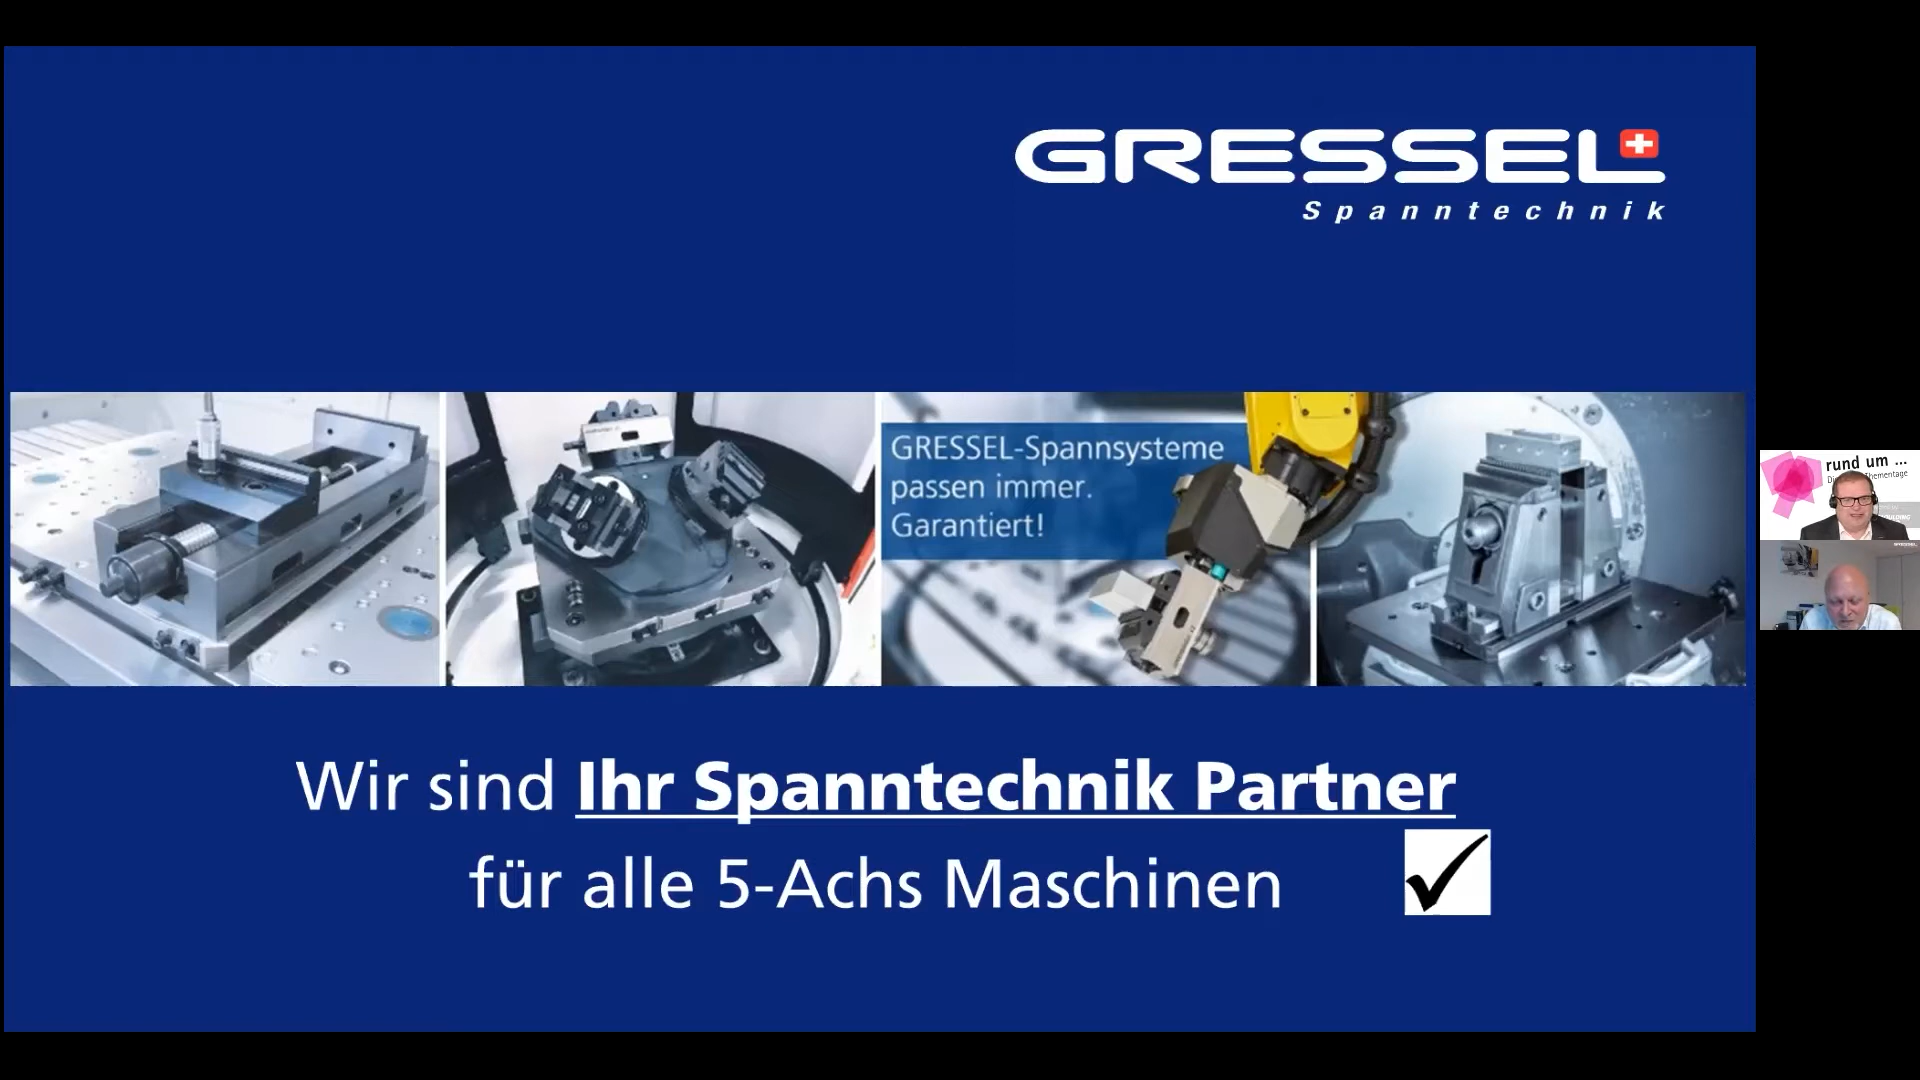 GRESSEL
Spanntechnik
GRESSEL-Spannsysteme
passen immer.
Garantiert!
Wir sind Ihr Spanntechnik Partner
für alle 5-Achs Maschinen
rund um ...